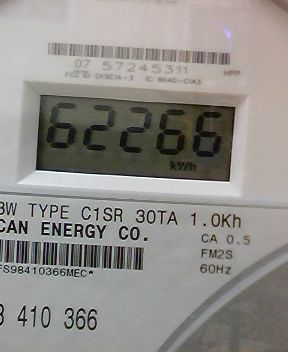 07 57245311 HPP
62266
kWh
3W TYPE C1SR 30TA 1.0Kh
CAN ENERGY CO.
CA 0.5
FM2S
60Hz
FS98410366MEC*
8 410 366